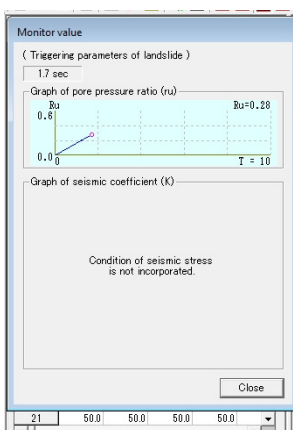 Monitor value
( Triggering parameters of landslide )
1.7 sec
Graph of pore pressure ratio (ru)
Ru Ru=0.28
0.6
0.0 0 T = 10
Graph of seismic coefficient (K)
Condition of seismic stress
is not incorporated.
Close
21 50.0 50.0 50.0 50.0